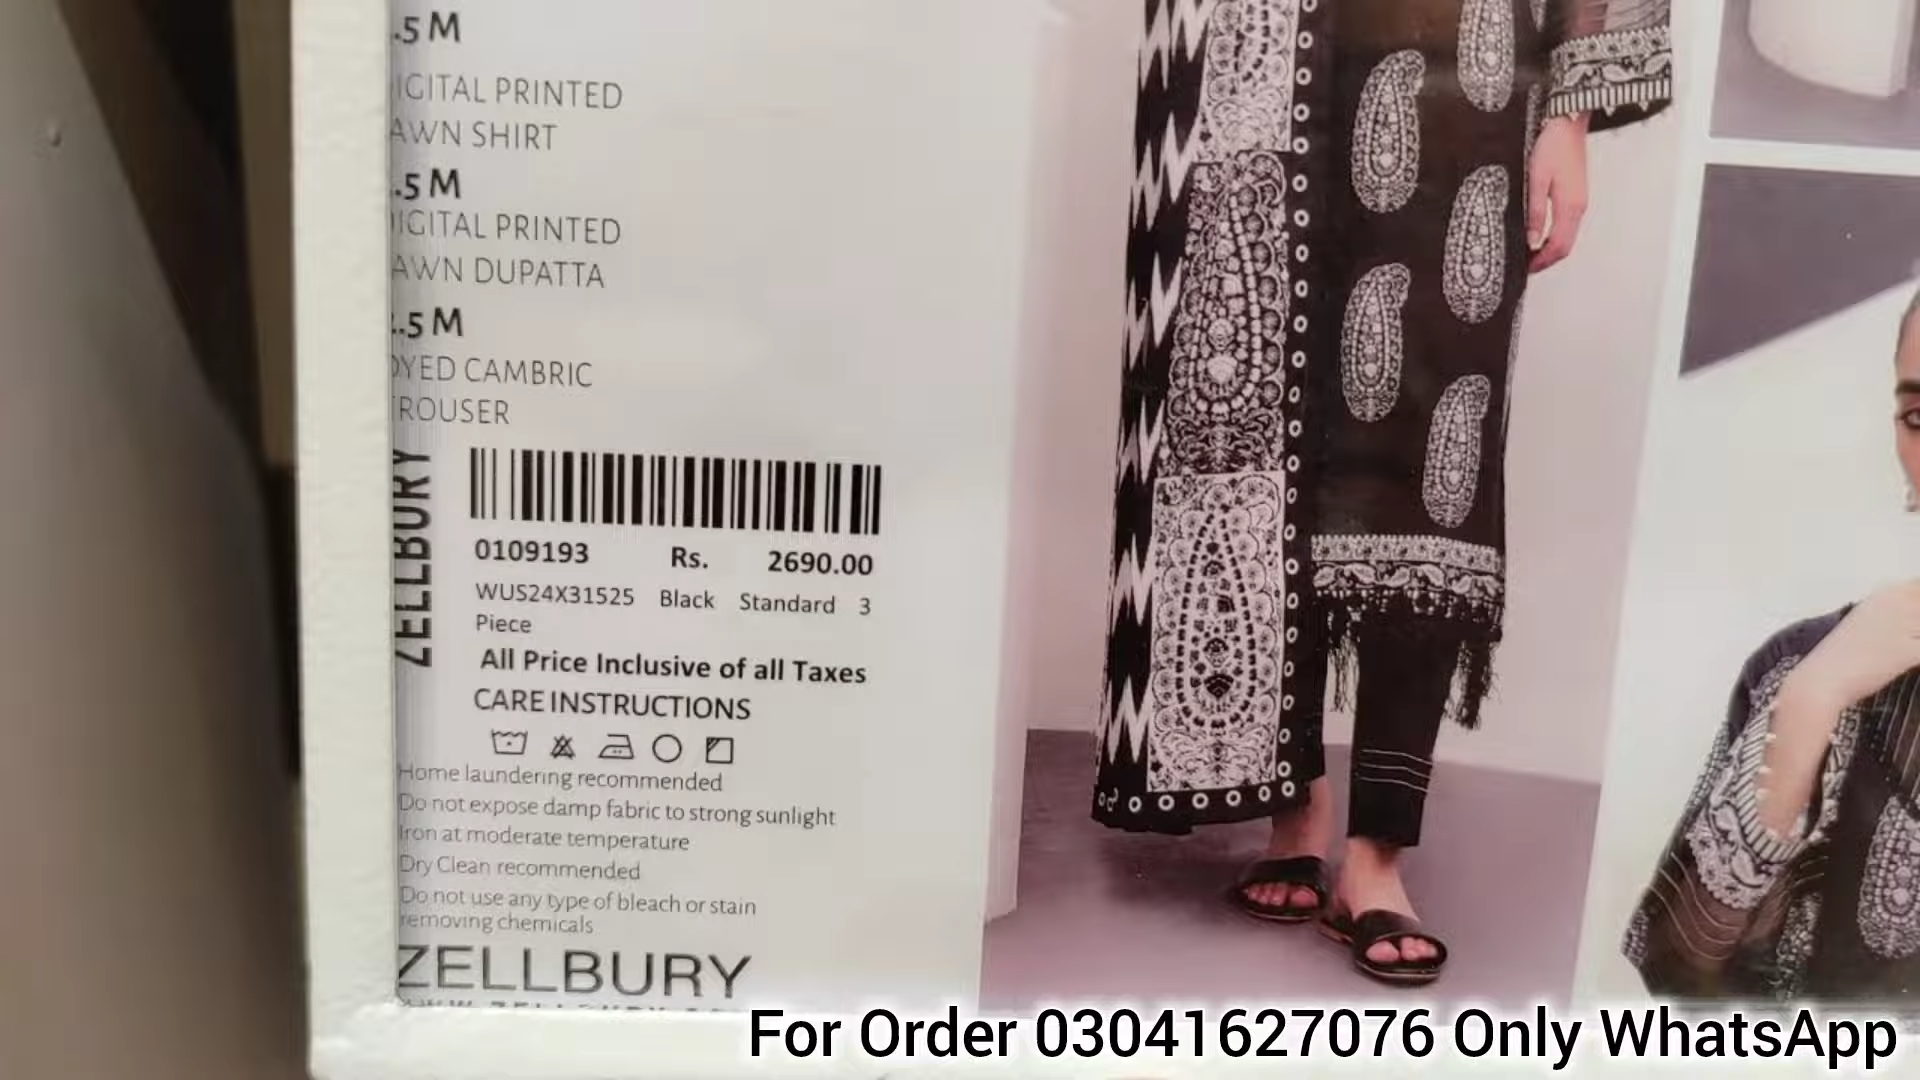 .5 M
IGITAL PRINTED
AWN SHIRT
.5 M
IGITAL PRINTED
AWN DUPATTA
.5 M
DYED CAMBRIC
TROUSER
ZELLBURY
0109193 Rs. 2690.00
WUS24X31525 Black Standard 3
Piece
All Price Inclusive of all Taxes
CARE INSTRUCTIONS
Home laundering recommended
Do not expose damp fabric to strong sunlight
Iron at moderate temperature
Dry Clean recommended
Do not use any type of bleach or stain
removing chemicals
ZELLBURY
For Order 03041627076 Only WhatsApp